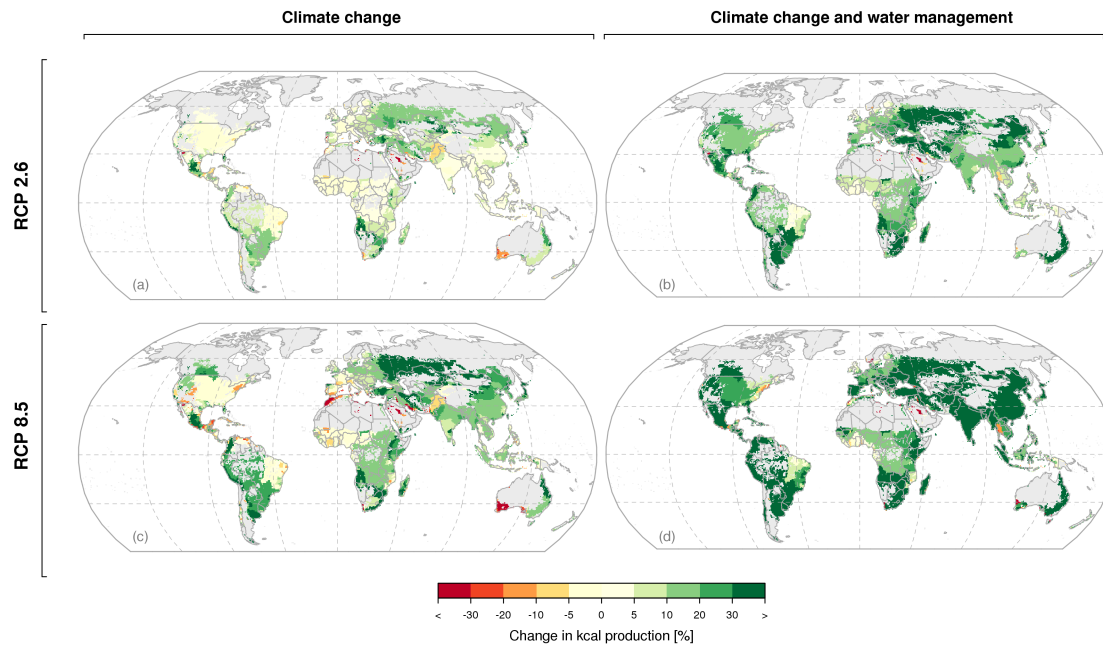 Climate change
Climate change and water management
RCP 2.6
(a)
(b)
RCP 8.5
(c)
(d)
< -30 -20 -10 -5 0 5 10 20 30 >
Change in kcal production [%]